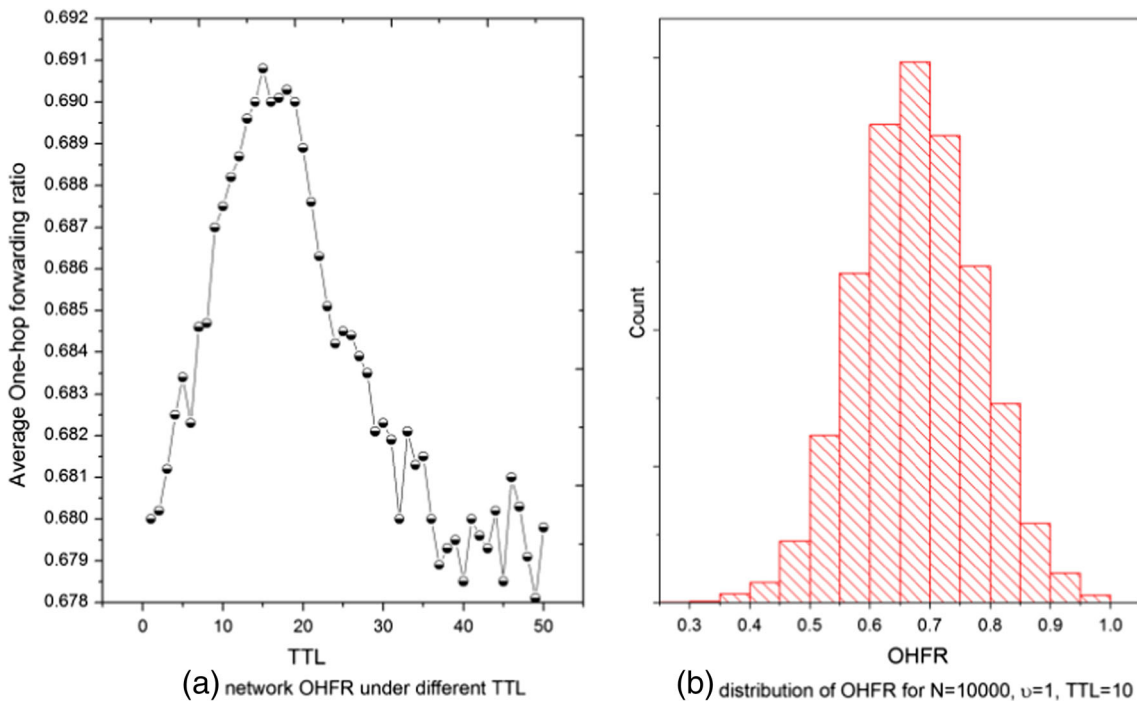 0.692
0.691
0.690
0.689
0.688
0.687
0.686
0.685
0.684
0.683
0.682
0.681
0.680
0.679
0.678
Average One-hop forwarding ratio
0 10 20 30 40 50
TTL
(a) network OHFR under different TTL
Count
0.3 0.4 0.5 0.6 0.7 0.8 0.9 1.0
OHFR
(b) distribution of OHFR for N=10000, υ=1, TTL=10